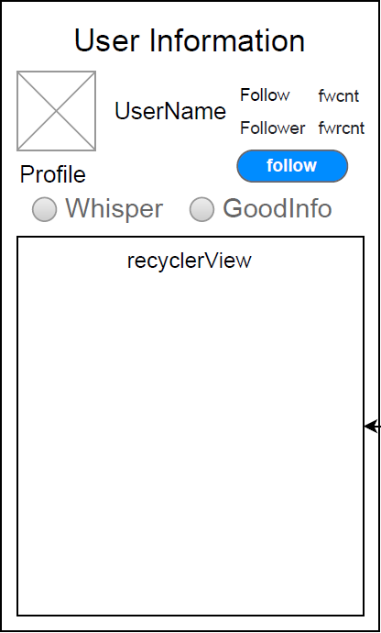 User Information
UserName
Follow fwcnt
Follower fwrcnt
follow
Profile
Whisper GoodInfo
recyclerView